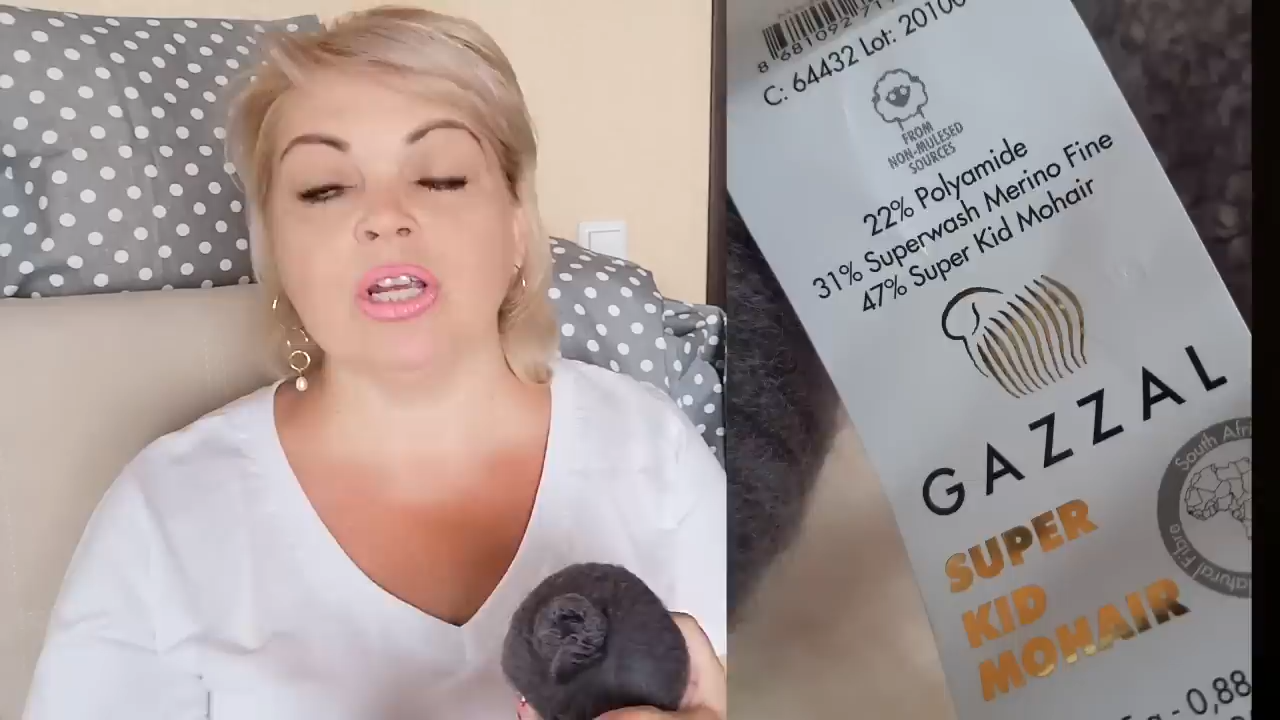 C: 64432 Lot: 20100
FROM
NON-MULESED
SOURCES
22% Polyamide
31% Superwash Merino Fine
47% Super Kid Mohair
GAZZAL
South Afri
Natural Fibre
SUPER
KID
MOHAIR
- 0,88